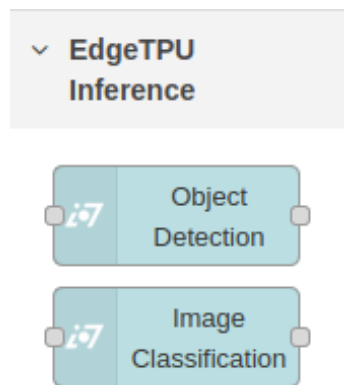 EdgeTPU
Inference
Object
Detection
Image
Classification